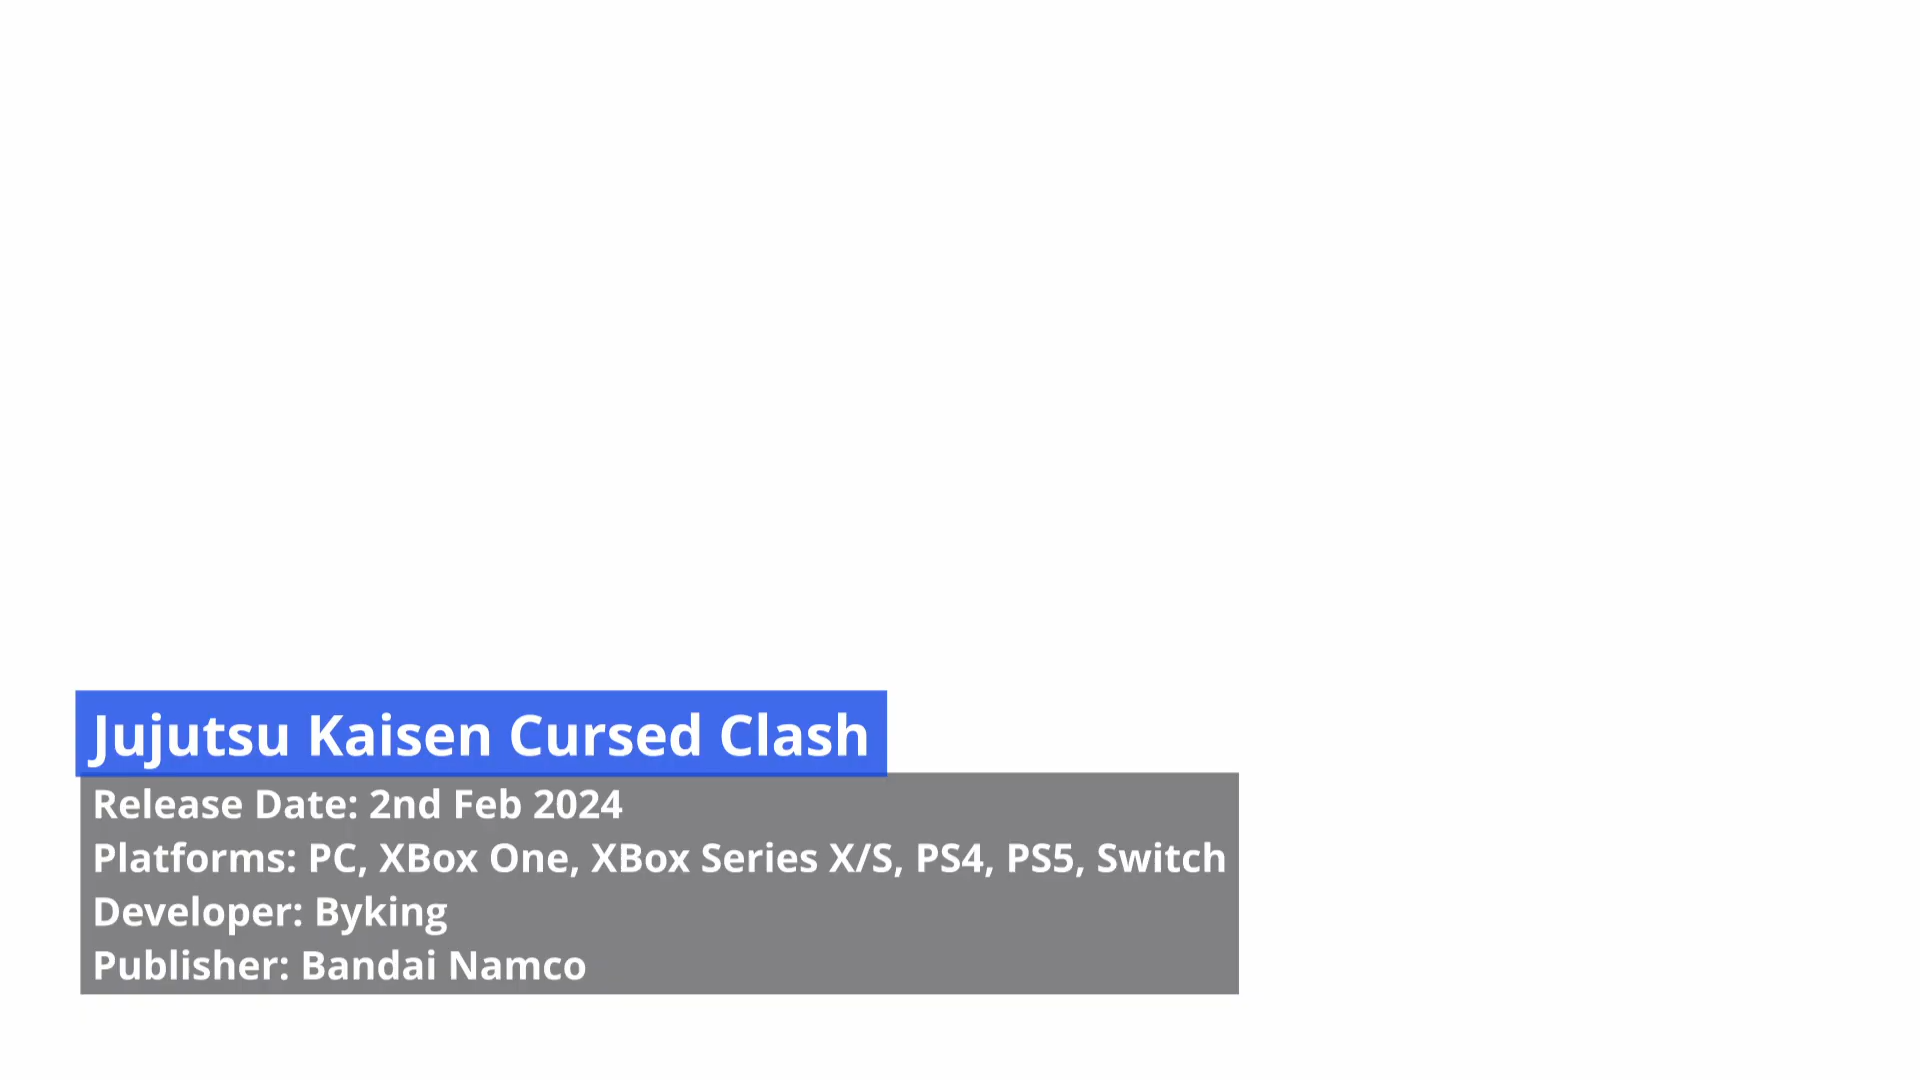 Jujutsu Kaisen Cursed Clash
Release Date: 2nd Feb 2024
Platforms: PC, XBox One, XBox Series X/S, PS4, PS5, Switch
Developer: Byking
Publisher: Bandai Namco